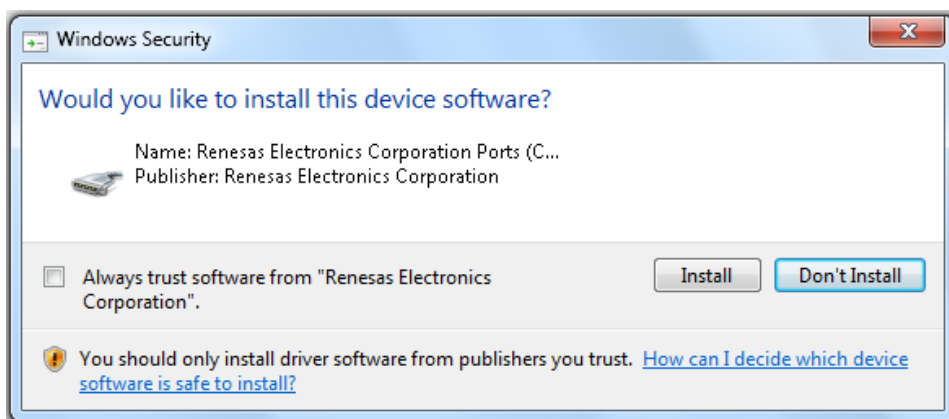 Windows Security
Would you like to install this device software?
Name: Renesas Electronics Corporation Ports (C...
Publisher: Renesas Electronics Corporation
Always trust software from "Renesas Electronics
Corporation".
Install
Don't Install
You should only install driver software from publishers you trust. How can I decide which device
software is safe to install?